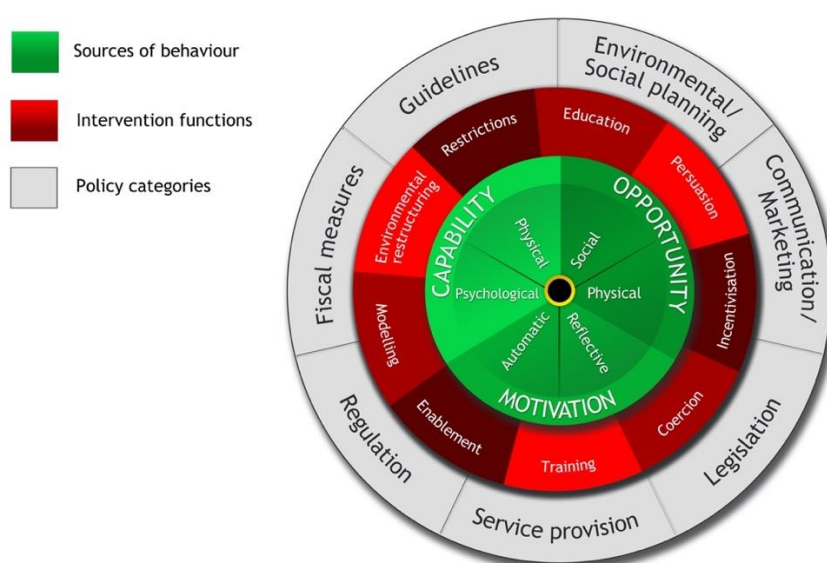 Sources of behaviour
Intervention functions
Policy categories
Guidelines
Environmental/
Social planning
Communication/
Marketing
Legislation
Service provision
Regulation
Fiscal measures
Restrictions
Education
Persuasion
Incentivisation
Coercion
Training
Enablement
Modelling
Environmental
restructuring
CAPABILITY
OPPORTUNITY
MOTIVATION
Physical
Social
Physical
Reflective
Automatic
Psychological